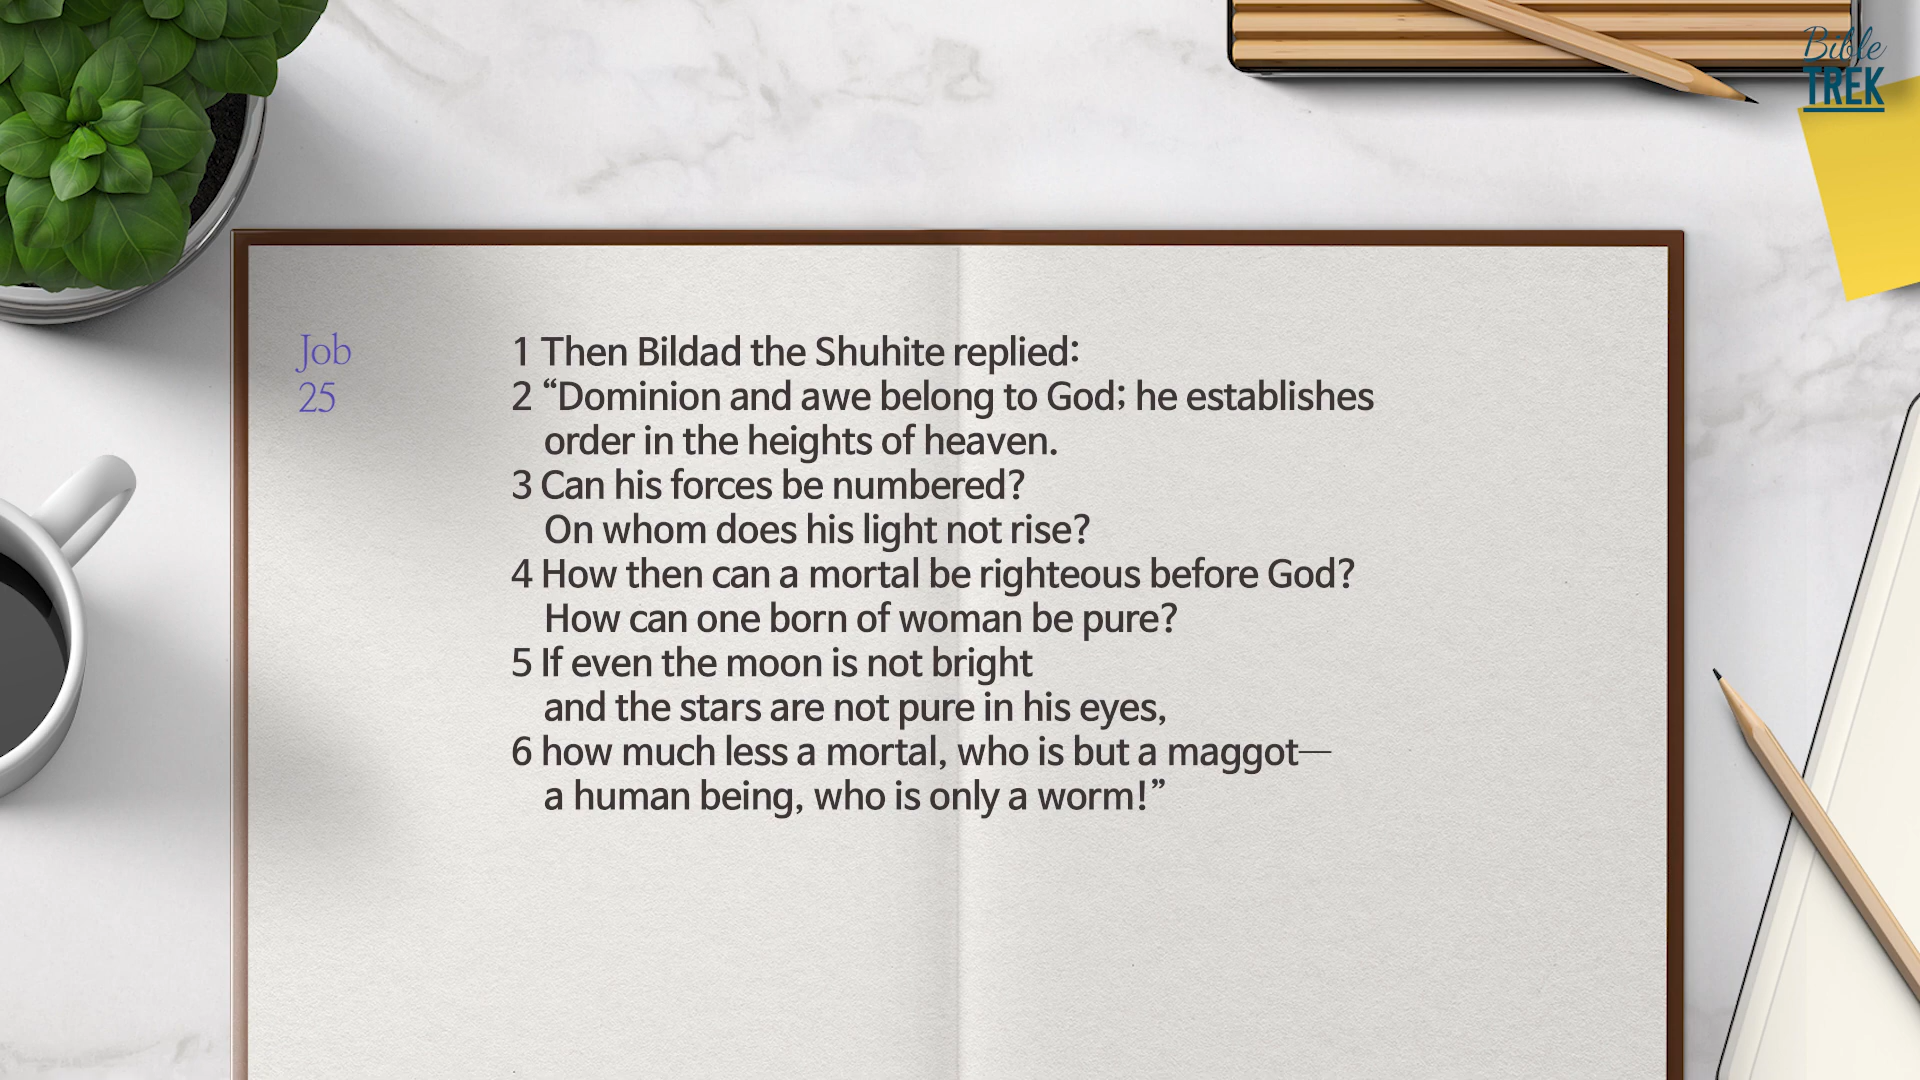 Bible
TREK
Job
25
1 Then Bildad the Shuhite replied:
2 “Dominion and awe belong to God; he establishes
order in the heights of heaven.
3 Can his forces be numbered?
On whom does his light not rise?
4 How then can a mortal be righteous before God?
How can one born of woman be pure?
5 If even the moon is not bright
and the stars are not pure in his eyes,
6 how much less a mortal, who is but a maggot—
a human being, who is only a worm!”